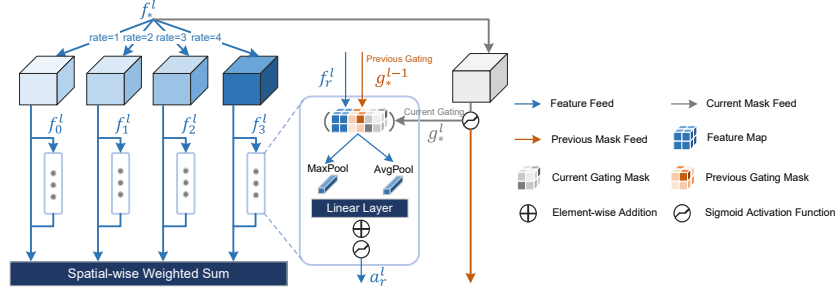 f_*^l
rate=1 rate=2 rate=3 rate=4
f_0^l
f_1^l
f_2^l
f_3^l
Spatial-wise Weighted Sum
Previous Gating
f_r^l
g_*^{l-1}
Current Gating
g_*^l
MaxPool
AvgPool
Linear Layer
a_r^l
Feature Feed
Current Mask Feed
Previous Mask Feed
Feature Map
Current Gating Mask
Previous Gating Mask
Element-wise Addition
Sigmoid Activation Function